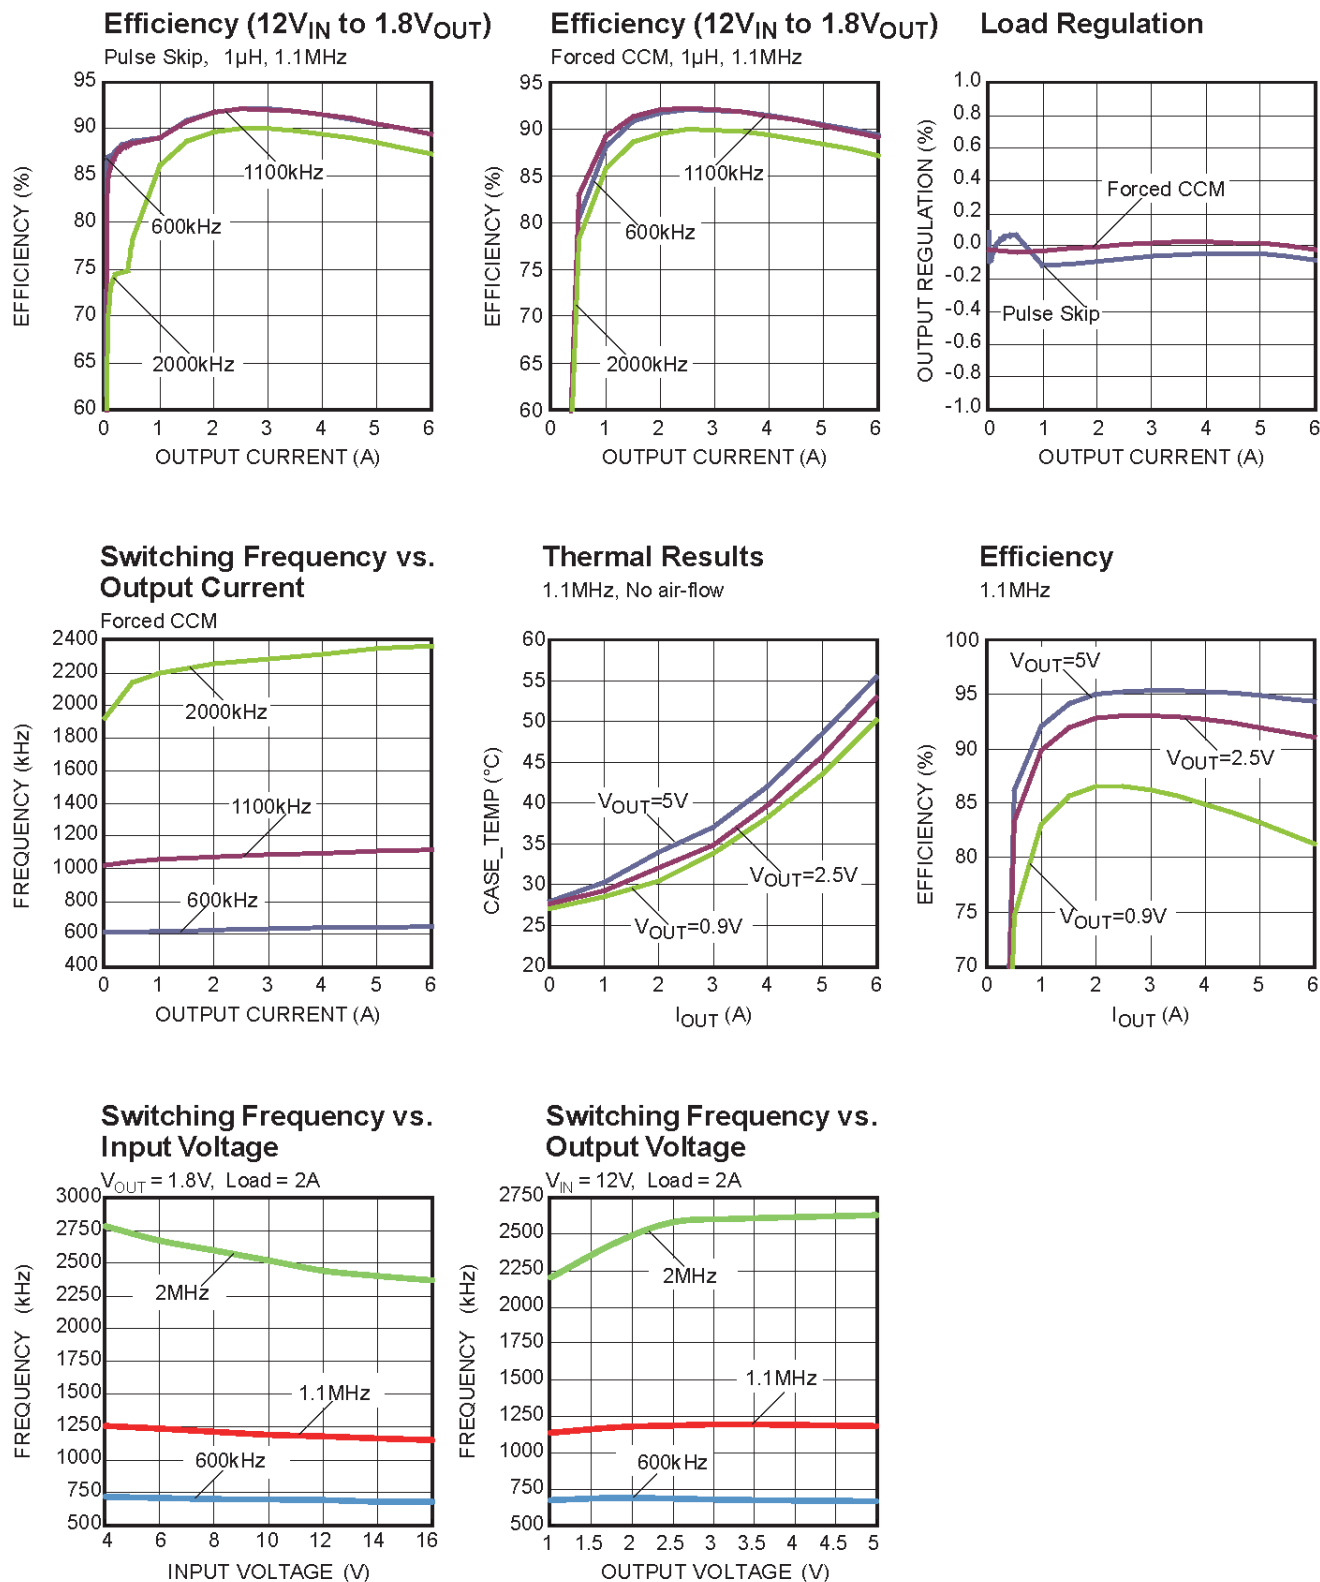 Efficiency (12VIN to 1.8VOUT)
Pulse Skip, 1µH, 1.1MHz
95
90
85
80
75
70
65
60
EFFICIENCY (%)
1100kHz
600kHz
2000kHz
0 1 2 3 4 5 6
OUTPUT CURRENT (A)
Efficiency (12VIN to 1.8VOUT)
Forced CCM, 1µH, 1.1MHz
95
90
85
80
75
70
65
60
EFFICIENCY (%)
1100kHz
600kHz
2000kHz
0 1 2 3 4 5 6
OUTPUT CURRENT (A)
Load Regulation
1.0
0.8
0.6
0.4
0.2
0.0
-0.2
-0.4
-0.6
-0.8
-1.0
OUTPUT REGULATION (%)
Forced CCM
Pulse Skip
0 1 2 3 4 5 6
OUTPUT CURRENT (A)
Switching Frequency vs.
Output Current
Forced CCM
2400
2200
2000
1800
1600
1400
1200
1000
800
600
400
FREQUENCY (kHz)
2000kHz
1100kHz
600kHz
0 1 2 3 4 5 6
OUTPUT CURRENT (A)
Thermal Results
1.1MHz, No air-flow
60
55
50
45
40
35
30
25
20
CASE_TEMP (°C)
VOUT=5V
VOUT=2.5V
VOUT=0.9V
0 1 2 3 4 5 6
IOUT (A)
Efficiency
1.1MHz
100
95
90
85
80
75
70
EFFICIENCY (%)
VOUT=5V
VOUT=2.5V
VOUT=0.9V
0 1 2 3 4 5 6
IOUT (A)
Switching Frequency vs.
Input Voltage
VOUT = 1.8V, Load = 2A
3000
2750
2500
2250
2000
1750
1500
1250
1000
750
500
FREQUENCY (kHz)
2MHz
1.1MHz
600kHz
4 6 8 10 12 14 16
INPUT VOLTAGE (V)
Switching Frequency vs.
Output Voltage
VIN = 12V, Load = 2A
2750
2500
2250
2000
1750
1500
1250
1000
750
500
FREQUENCY (kHz)
2MHz
1.1MHz
600kHz
1 1.5 2 2.5 3 3.5 4 4.5 5
OUTPUT VOLTAGE (V)